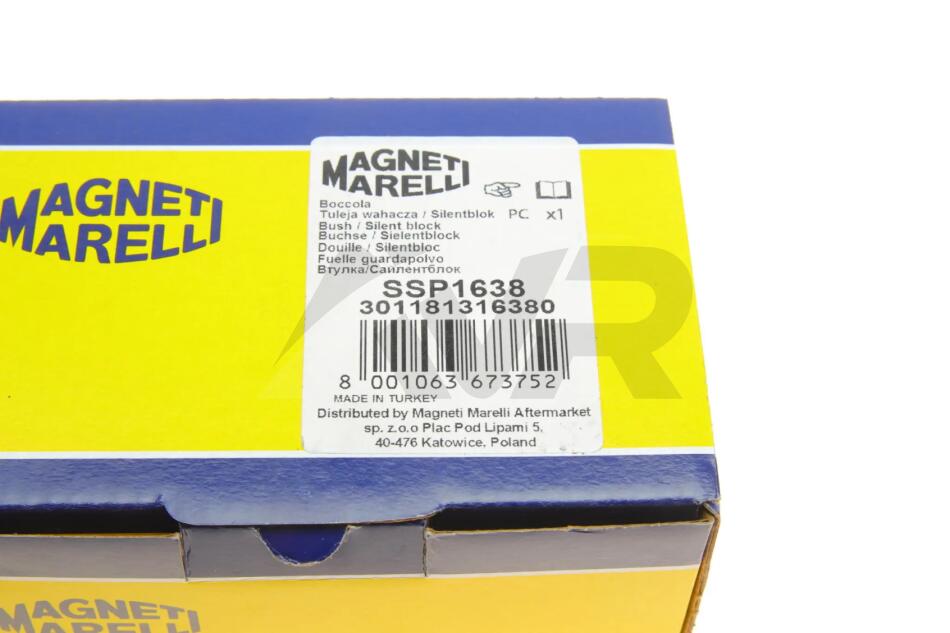 MAGNETI
MARELLI
MAGNETI
MARELLI
Boccola
Tuleja wahacza / Silentblok PC x1
Bush / Silent block
Buchse / Sielentblock
Douille / Silentbloc
Fuelle guardapolvo
Втулка/Сайлентблок
SSP1638
301181316380
8 001063 673752
MADE IN TURKEY
Distributed by Magneti Marelli Aftermarket
sp. z.o.o Plac Pod Lipami 5,
40-476 Katowice, Poland
MAGNETI
MARELLI